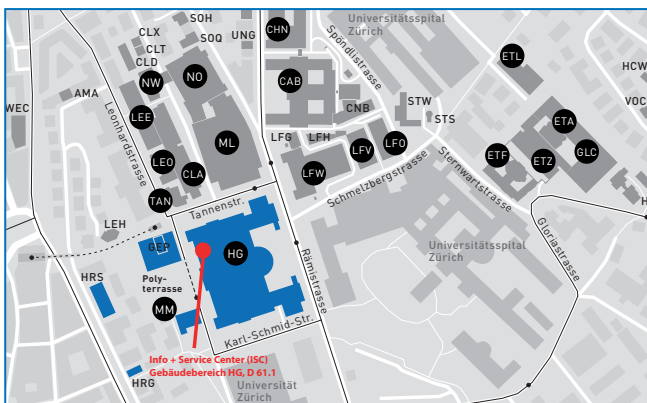 SOH
CLX
SOQ
UNG
CHN
CLT
CLD
NW
NO
Universitätsspital
Zürich
Spöndlistrasse
ETL
HCW
VOC
WEC
AMA
LEE
Leonhardstrasse
ML
CAB
CNB
STW
STS
ETA
LFG
LFH
LFV
LFO
LEO
CLA
LFW
ETF
ETZ
GLC
Schmelzbergstrasse
Sternwartstrasse
TAN
Tannenstr.
H
LEH
GEP
HG
Rämistrasse
Universitätsspital
Zürich
Gloriastrasse
HRS
Poly-
terrasse
MM
Karl-Schmid-Str.
Info + Service Center (ISC)
Gebäudebereich HG, D 61.1
HRG
Universität
Zürich